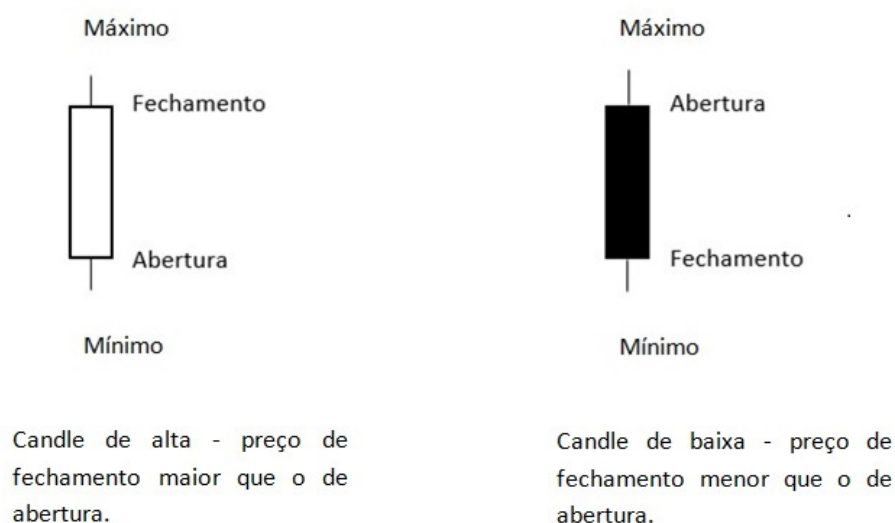 Máximo
Fechamento
Abertura
Mínimo
Candle de alta - preço de
fechamento maior que o de
abertura.
Máximo
Abertura
Fechamento
Mínimo
Candle de baixa - preço de
fechamento menor que o de
abertura.